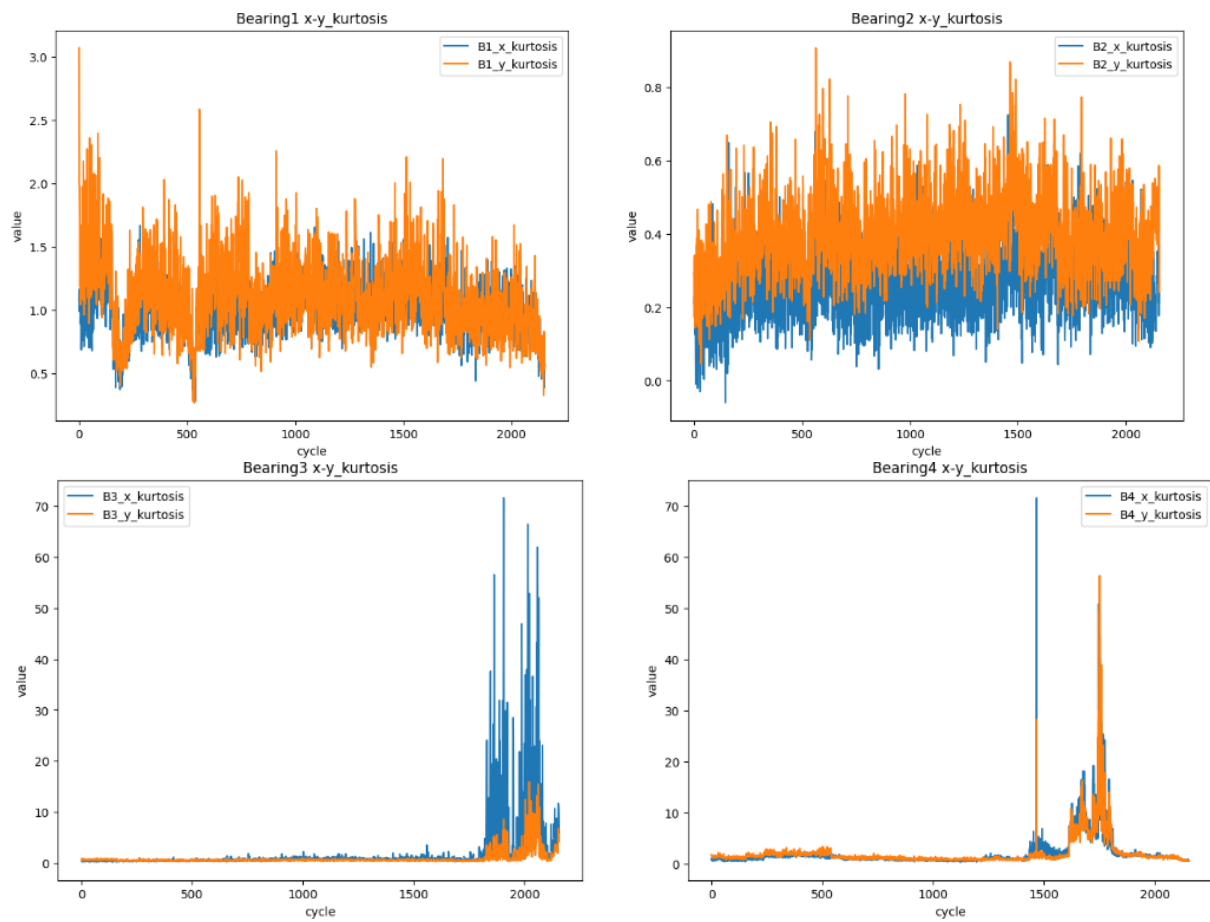 Bearing1 x-y_kurtosis
B1_x_kurtosis
B1_y_kurtosis
3.0
2.5
2.0
1.5
1.0
0.5
value
0
500
1000
1500
2000
cycle
Bearing2 x-y_kurtosis
B2_x_kurtosis
B2_y_kurtosis
0.8
0.6
0.4
0.2
0.0
value
0
500
1000
1500
2000
cycle
Bearing3 x-y_kurtosis
B3_x_kurtosis
B3_y_kurtosis
70
60
50
40
30
20
10
0
value
0
500
1000
1500
2000
cycle
Bearing4 x-y_kurtosis
B4_x_kurtosis
B4_y_kurtosis
70
60
50
40
30
20
10
0
value
0
500
1000
1500
2000
cycle